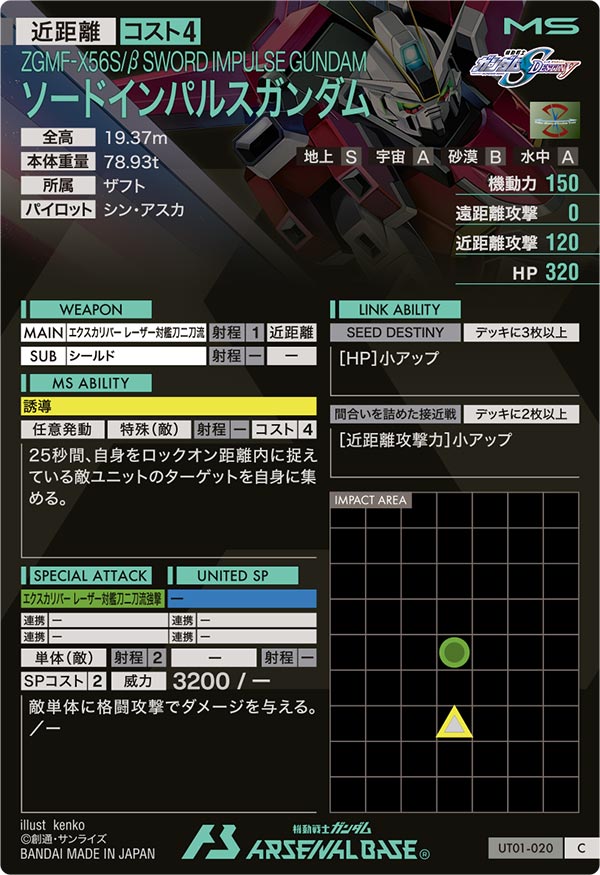 近距離 コスト4 MS
ZGMF-X56S/β SWORD IMPULSE GUNDAM
ソードインパルスガンダム
機動戦士ガンダム SEED DESTINY
全高 19.37m
本体重量 78.93t
所属 ザフト
パイロット シン・アスカ
地上 S 宇宙 A 砂漠 B 水中 A
機動力 150
遠距離攻撃 0
近距離攻撃 120
HP 320
WEAPON
MAIN エクスカリバー レーザー対艦刀二刀流 射程 1 近距離
SUB シールド 射程 — —
MS ABILITY
誘導
任意発動 特殊(敵) 射程 — コスト 4
25秒間、自身をロックオン距離内に捉え
ている敵ユニットのターゲットを自身に集
める。
LINK ABILITY
SEED DESTINY デッキに3枚以上
[HP]小アップ
間合いを詰めた接近戦 デッキに2枚以上
[近距離攻撃力]小アップ
IMPACT AREA
SPECIAL ATTACK UNITED SP
エクスカリバー レーザー対艦刀二刀流強撃 —
連携 — 連携 —
連携 — 連携 —
単体(敵) 射程 2 — 射程 —
SPコスト 2 威力 3200 / —
敵単体に格闘攻撃でダメージを与える。
/—
illust kenko
©創通・サンライズ
BANDAI MADE IN JAPAN
機動戦士ガンダム
ARSENAL BASE ®
UT01-020 C